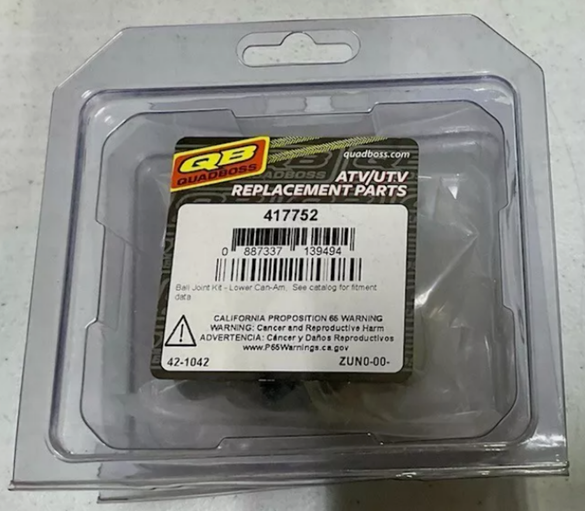 QB
QUADBOSS
quadboss.com
ATV/UTV
REPLACEMENT PARTS
417752
0 887337 139494
Ball Joint Kit - Lower Can-Am. See catalog for fitment
data
CALIFORNIA PROPOSITION 65 WARNING
WARNING: Cancer and Reproductive Harm
ADVERTENCIA: Cáncer y Daños Reproductivos
www.P65Warnings.ca.gov
42-1042 ZUN0-00-